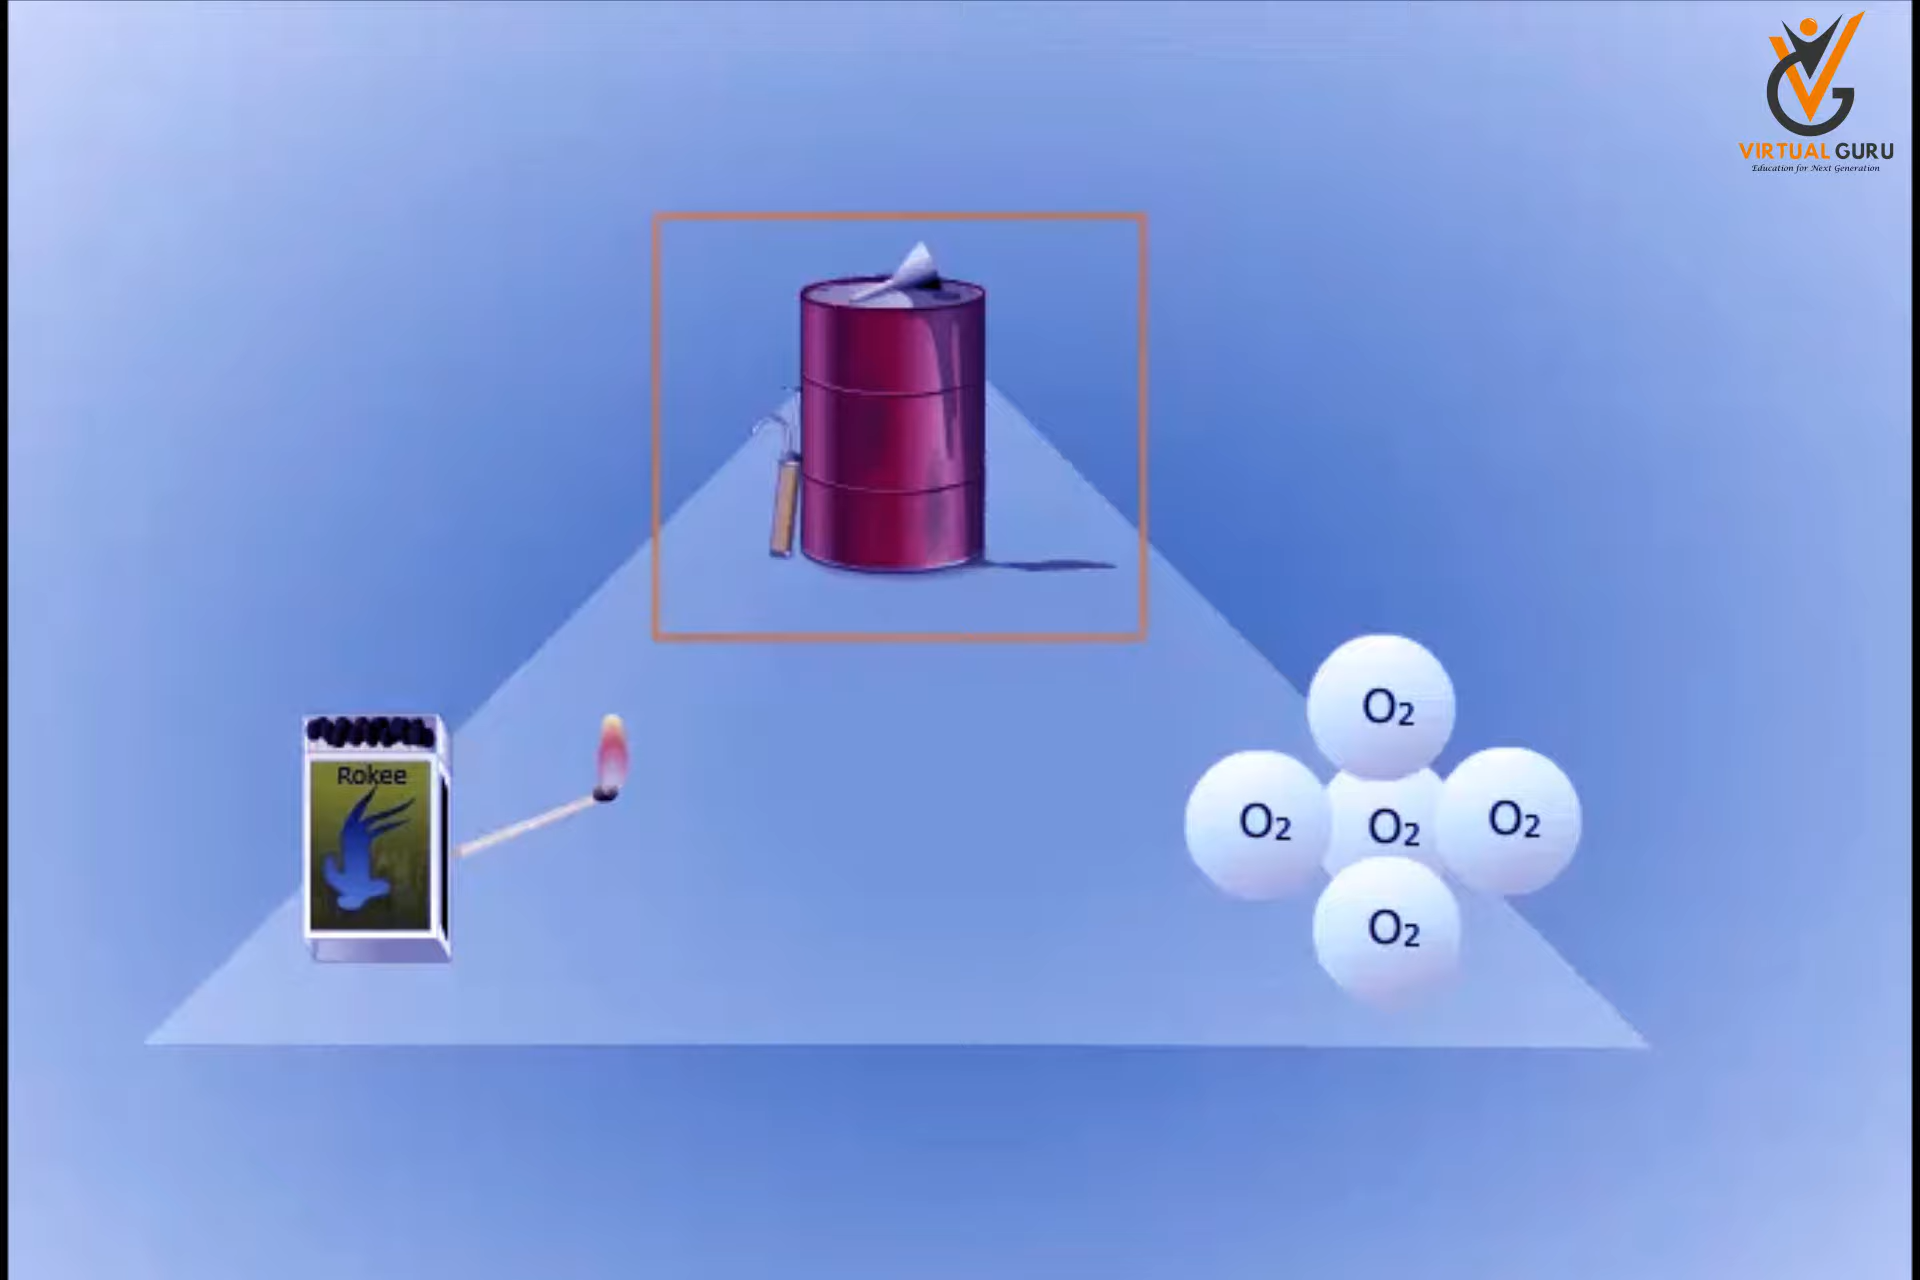 VIRTUAL GURU
Education for Next Generation
Rokee
O₂
O₂
O₂
O₂
O₂